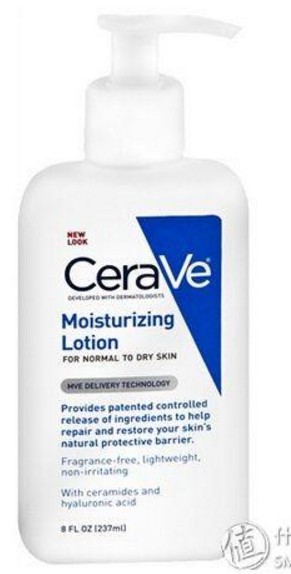 NEW
LOOK
CeraVe®
DEVELOPED WITH DERMATOLOGISTS
Moisturizing
Lotion
FOR NORMAL TO DRY SKIN
MVE DELIVERY TECHNOLOGY
Provides patented controlled
release of ingredients to help
repair and restore your skin's
natural protective barrier.
Fragrance-free, lightweight,
non-irritating
With ceramides and
hyaluronic acid
8 FL OZ (237ml)
值 什
SM